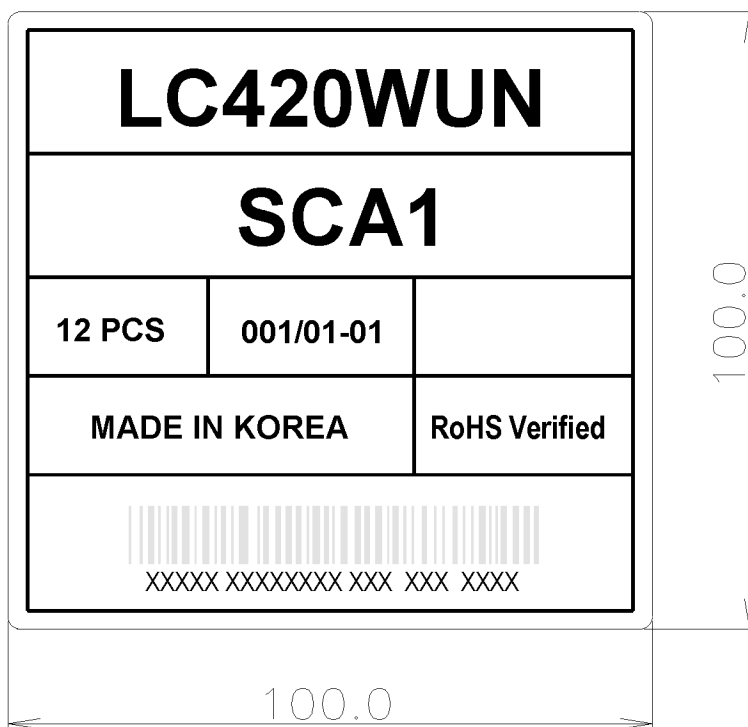 LC420WUN
SCA1
12 PCS 001/01-01
100.0
MADE IN KOREA RoHS Verified
XXXXX XXXXXXXX XXX XXX XXXX
100.0